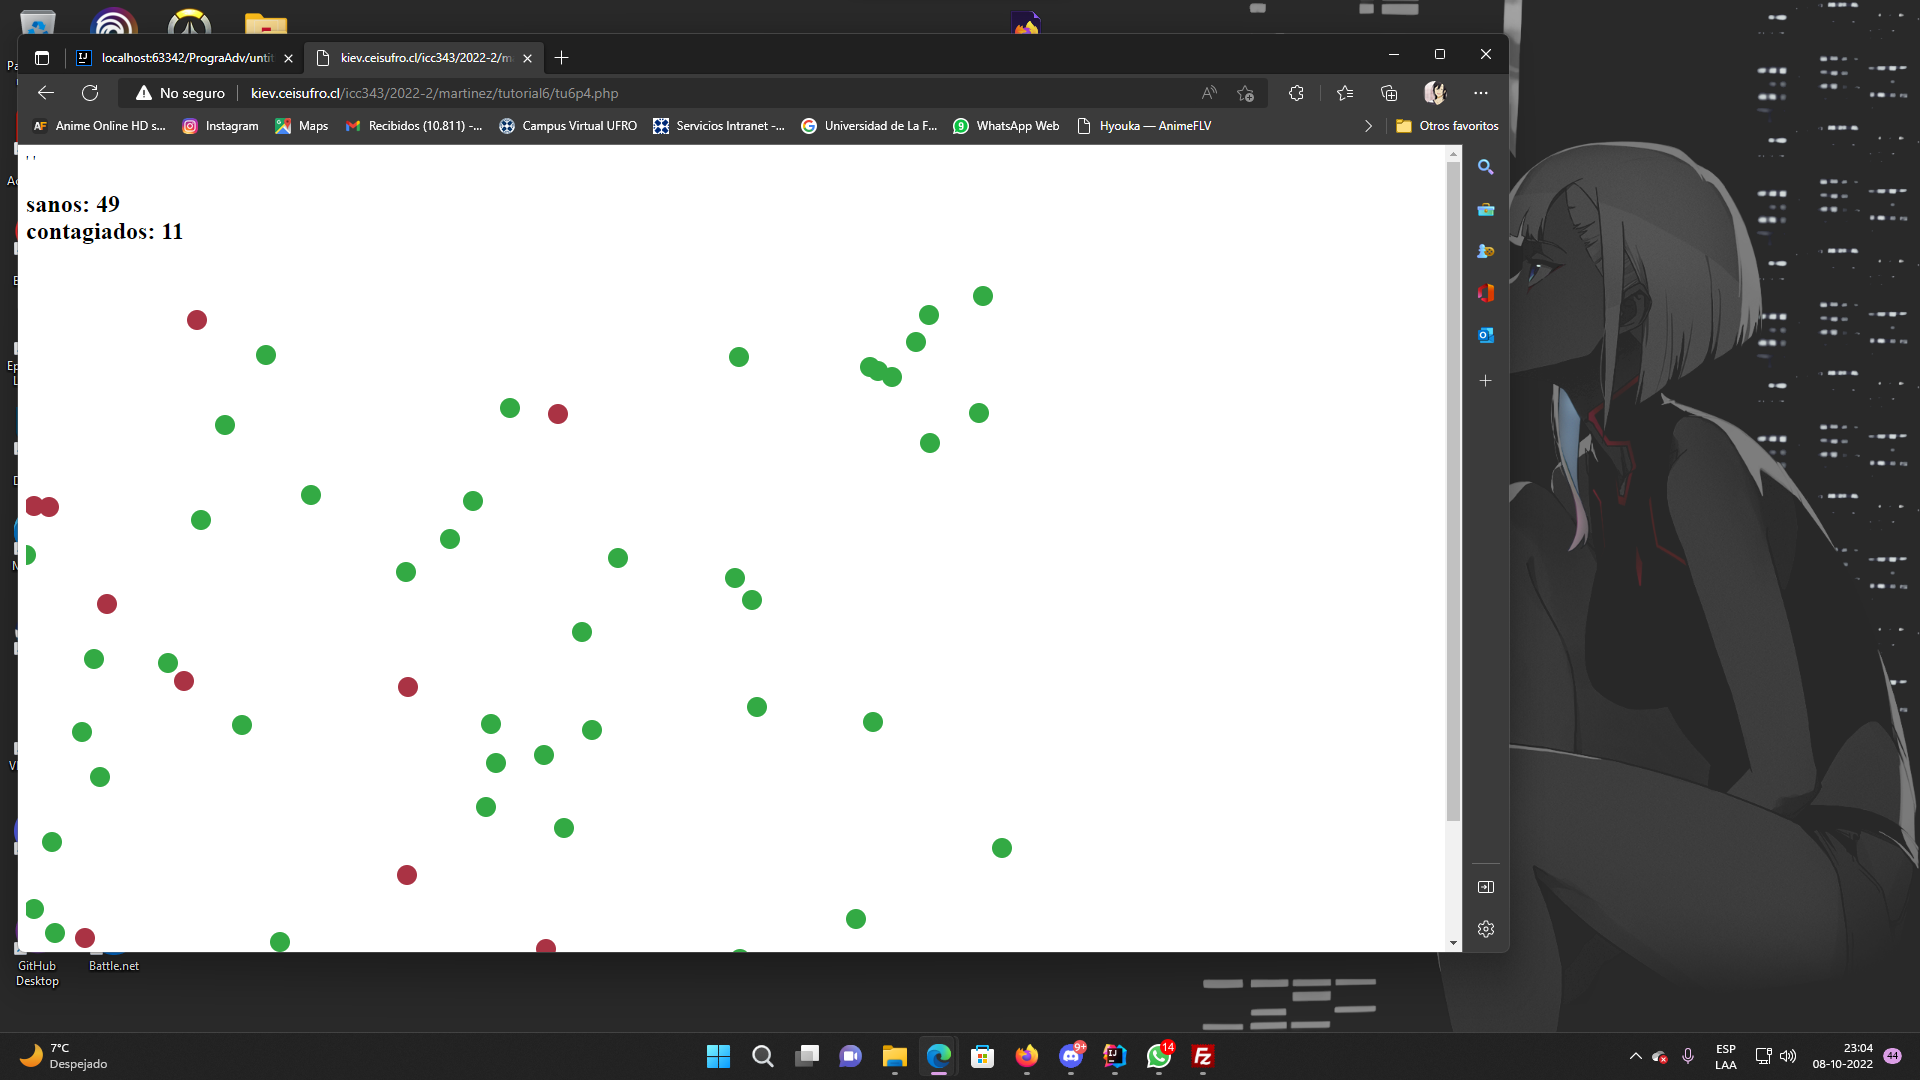 localhost:63342/PrograAdv/untit
kiev.ceisufro.cl/icc343/2022-2/m
No seguro
kiev.ceisufro.cl/icc343/2022-2/martinez/tutorial6/tu6p4.php
Anime Online HD s...
Instagram
Maps
Recibidos (10.811) -...
Campus Virtual UFRO
Servicios Intranet -...
Universidad de La F...
WhatsApp Web
Hyouka — AnimeFLV
Otros favoritos
, ,
sanos: 49
contagiados: 11
GitHub
Desktop
Battle.net
7°C
Despejado
9+
14
ESP
LAA
23:04
08-10-2022
44